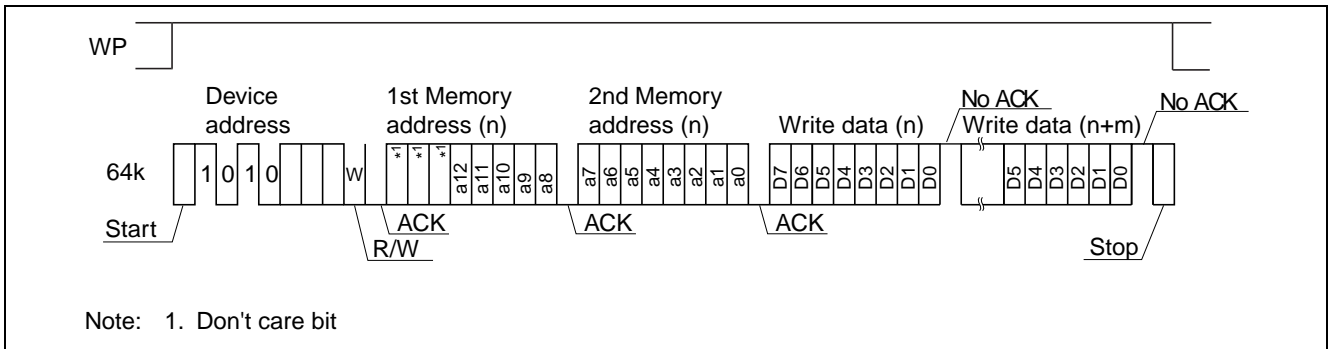 WP
Device address
1st Memory address (n)
2nd Memory address (n)
Write data (n)
No ACK
Write data (n+m)
No ACK
64k
1 0 1 0 W
*1 *1 *1 a12 a11 a10 a9 a8
a7 a6 a5 a4 a3 a2 a1 a0
D7 D6 D5 D4 D3 D2 D1 D0
D5 D4 D3 D2 D1 D0
Start
R/W
ACK
ACK
ACK
Stop
Note: 1. Don't care bit